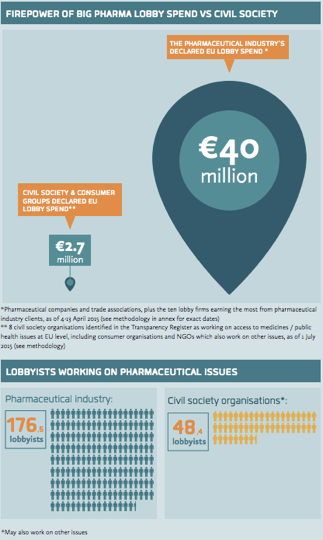 FIREPOWER OF BIG PHARMA LOBBY SPEND VS CIVIL SOCIETY
THE PHARMACEUTICAL INDUSTRY'S
DECLARED EU LOBBY SPEND *
€40
million
CIVIL SOCIETY & CONSUMER
GROUPS DECLARED EU
LOBBY SPEND**
€2.7
million
*Pharmaceutical companies and trade associations, plus the ten lobby firms earning the most from pharmaceutical
industry clients, as of 4-15 April 2015 (see methodology in annex for exact dates)
** 8 civil society organisations identified in the Transparency Register as working on access to medicines / public
health issues at EU level, including consumer organisations and NGOs which also work on other issues, as of 1 July
2015 (see methodology)
LOBBYISTS WORKING ON PHARMACEUTICAL ISSUES
Pharmaceutical industry:
176.5
lobbyists
Civil society organisations*:
48.4
lobbyists
*May also work on other issues